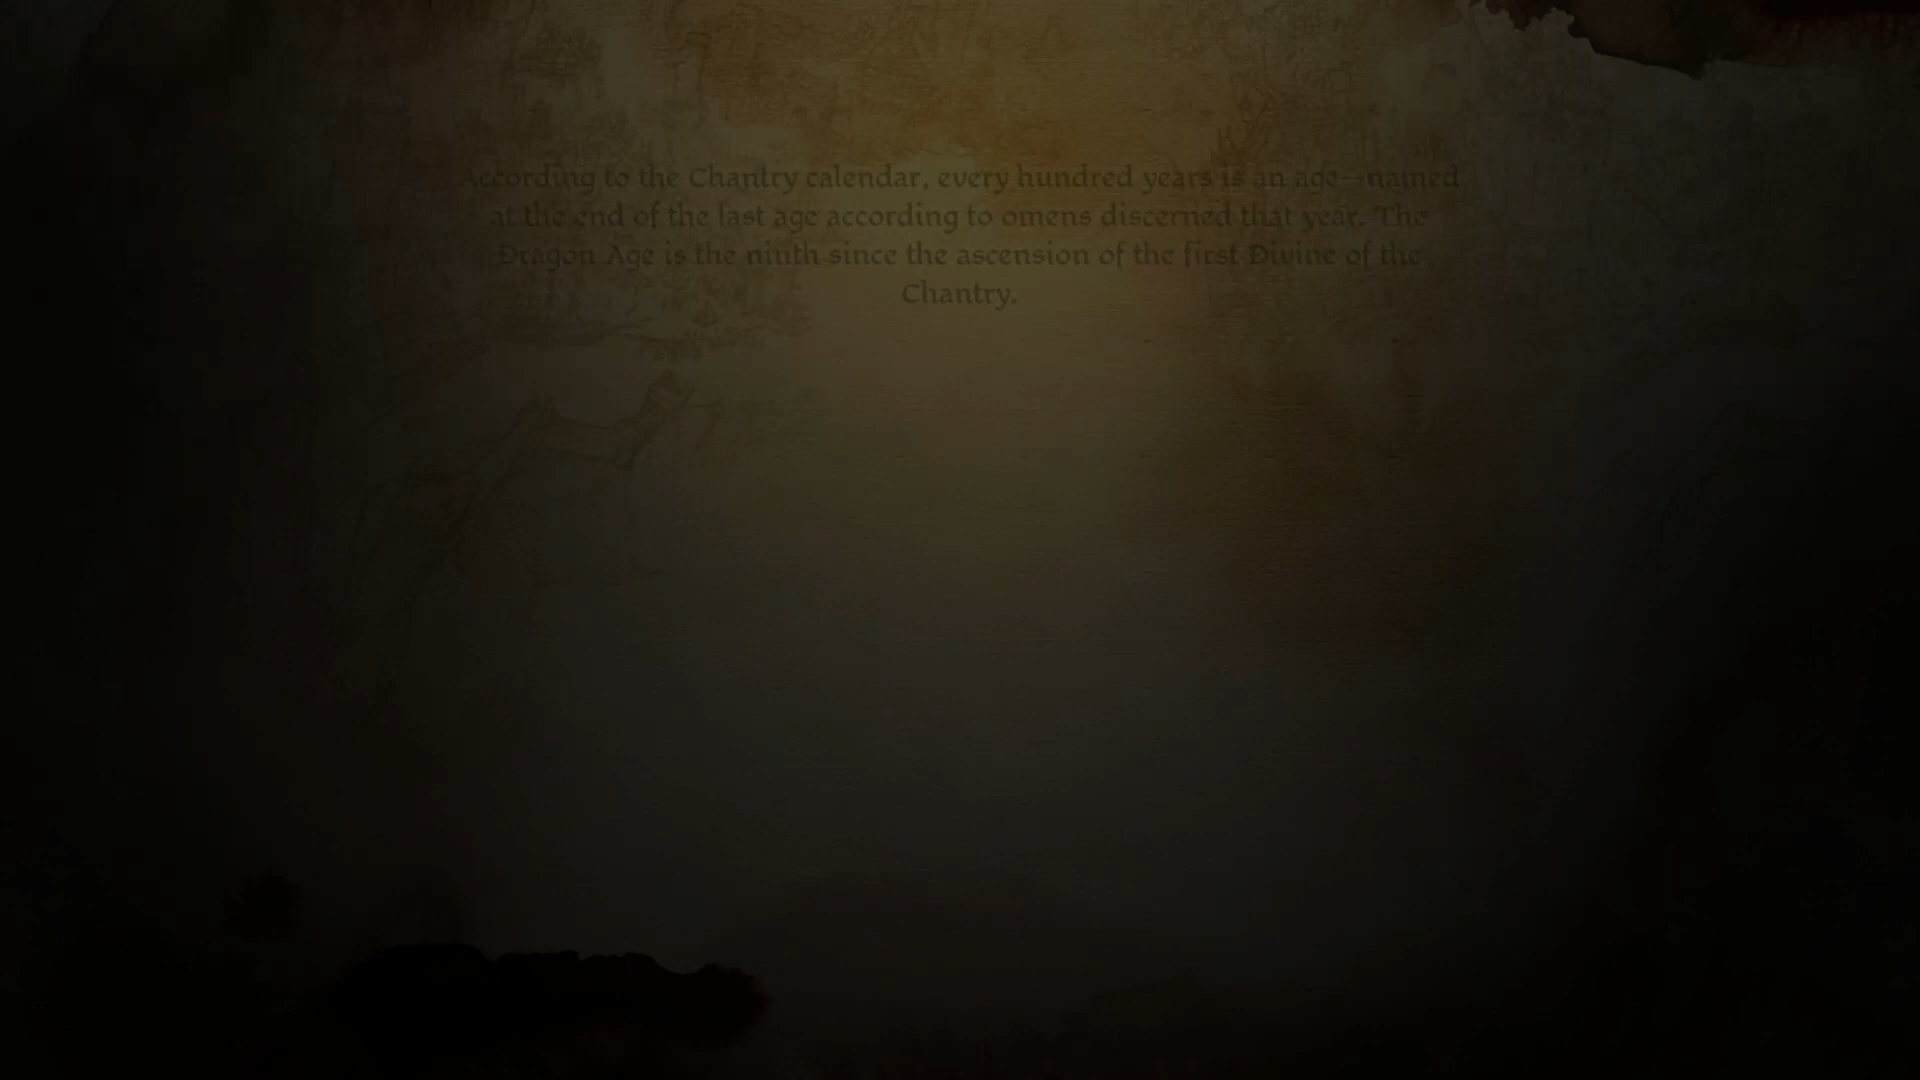 According to the Chantry calendar, every hundred years is an age—named
at the end of the last age according to omens discerned that year. The
Dragon Age is the ninth since the ascension of the first Divine of the
Chantry.